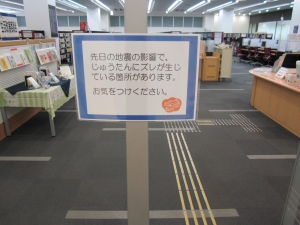 先日の地震の影響で、
じゅうたんにズレが生じ
ている箇所があります。
お気をつけください。